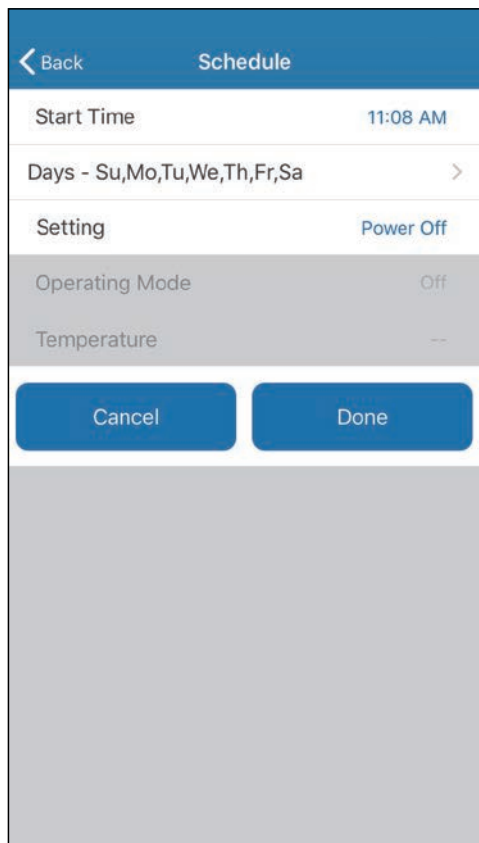 Back Schedule
Start Time 11:08 AM
Days - Su,Mo,Tu,We,Th,Fr,Sa
Setting Power Off
Operating Mode Off
Temperature --
Cancel Done